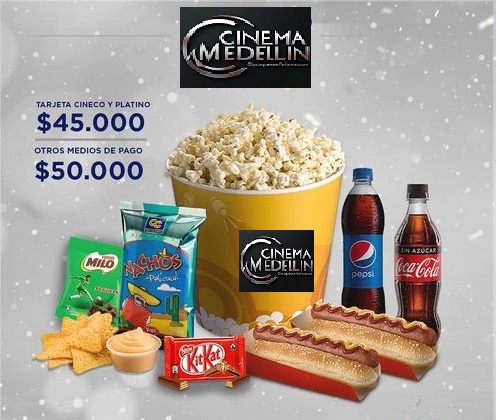 CINEMA
MEDELLIN
TARJETA CINECO Y PLATINO
$45.000
OTROS MEDIOS DE PAGO
$50.000
CINEMA
MEDELLIN
MILO
NACHOS
pepsi
SIN AZÚCAR
Coca-Cola
KitKat